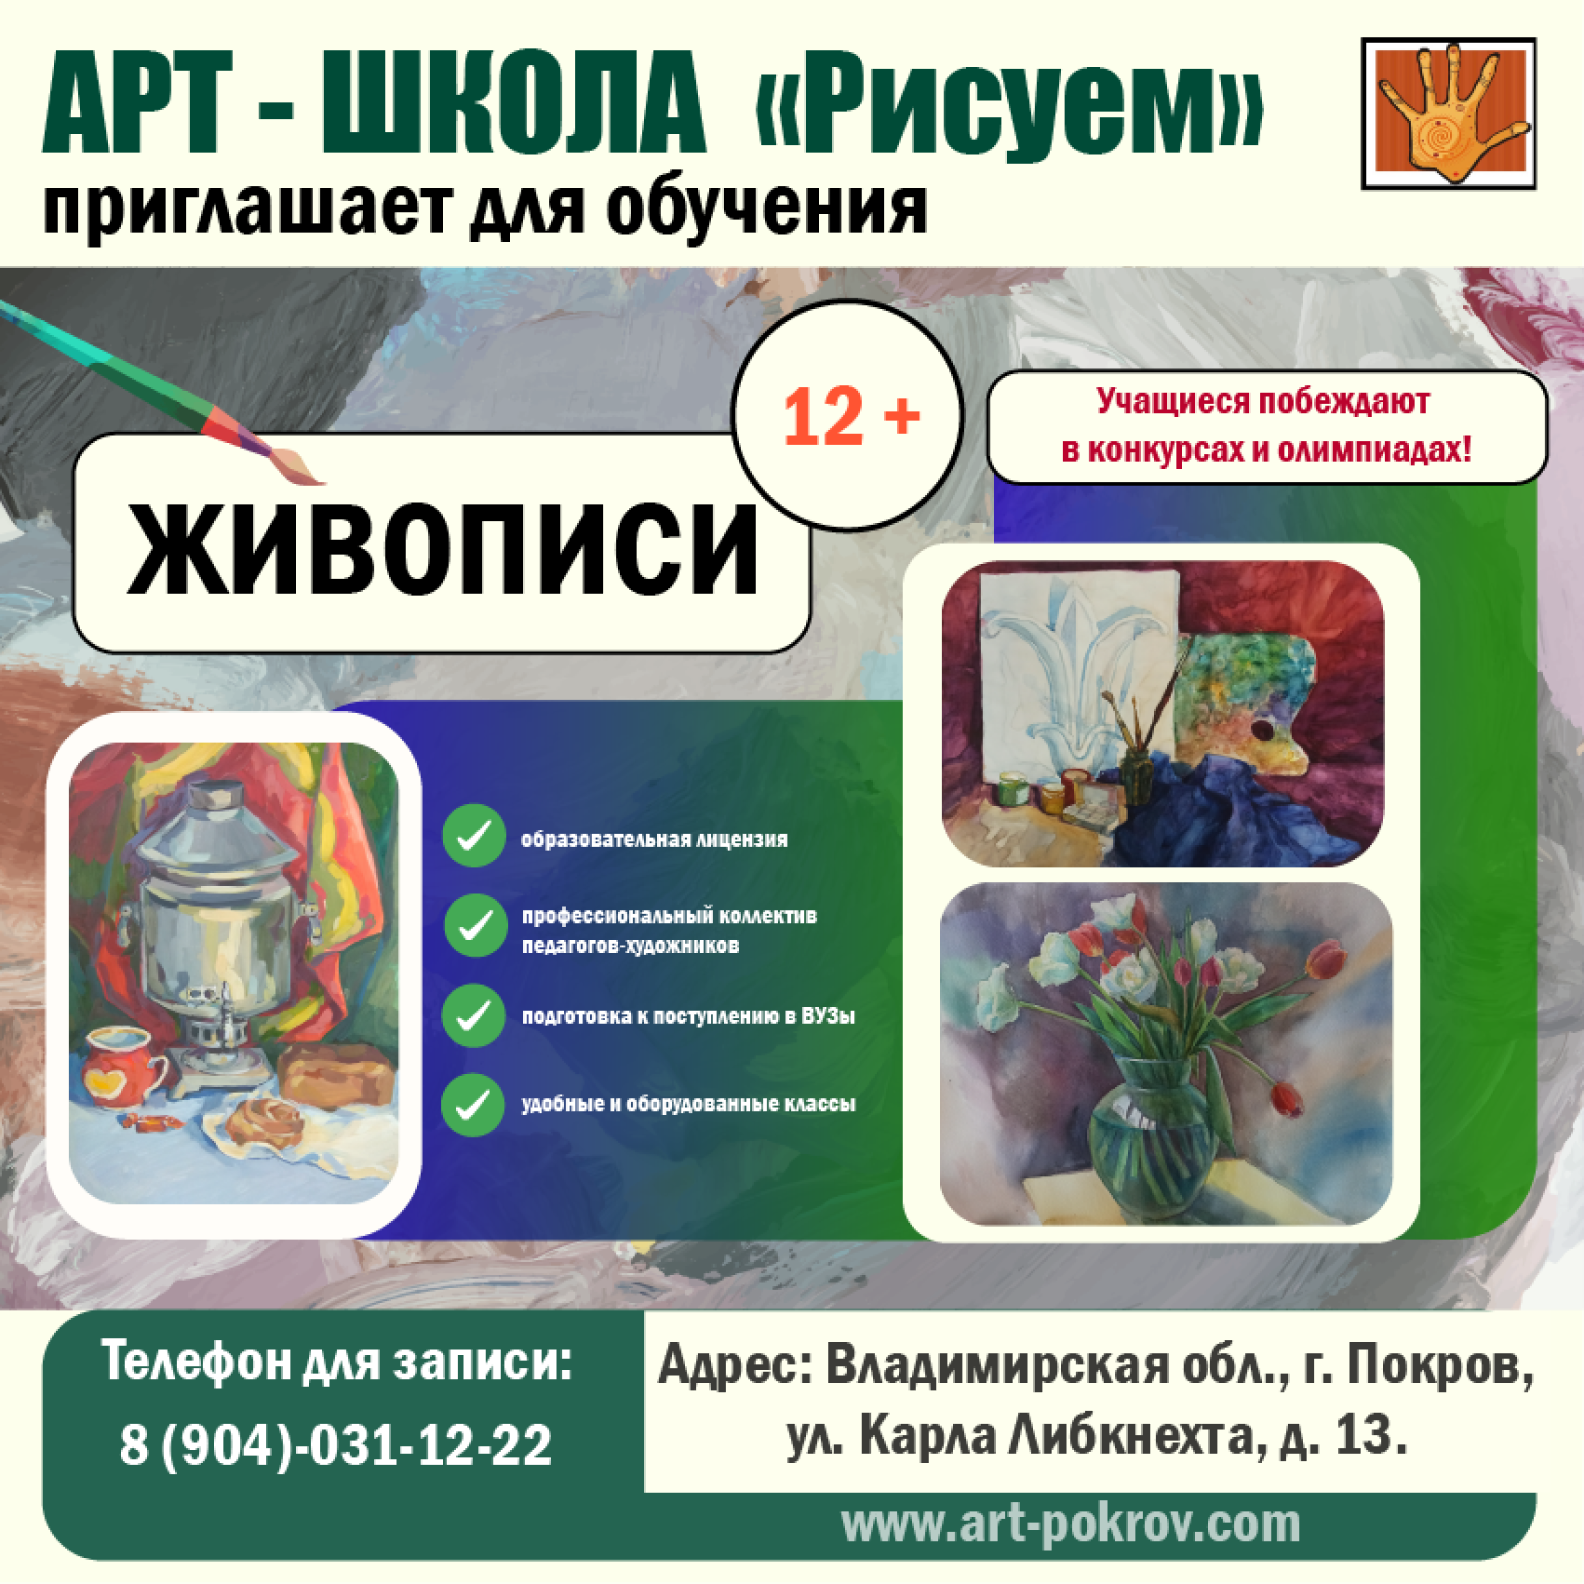 АРТ - ШКОЛА «Рисуем»
приглашает для обучения
12 +
Учащиеся побеждают
в конкурсах и олимпиадах!
живописи
образовательная лицензия
профессиональный коллектив
педагогов-художников
подготовка к поступлению в ВУЗы
удобные и оборудованные классы
Телефон для записи:
8 (904)-031-12-22
Адрес: Владимирская обл., г. Покров,
ул. Карла Либкнехта, д. 13.
www.art-pokrov.com